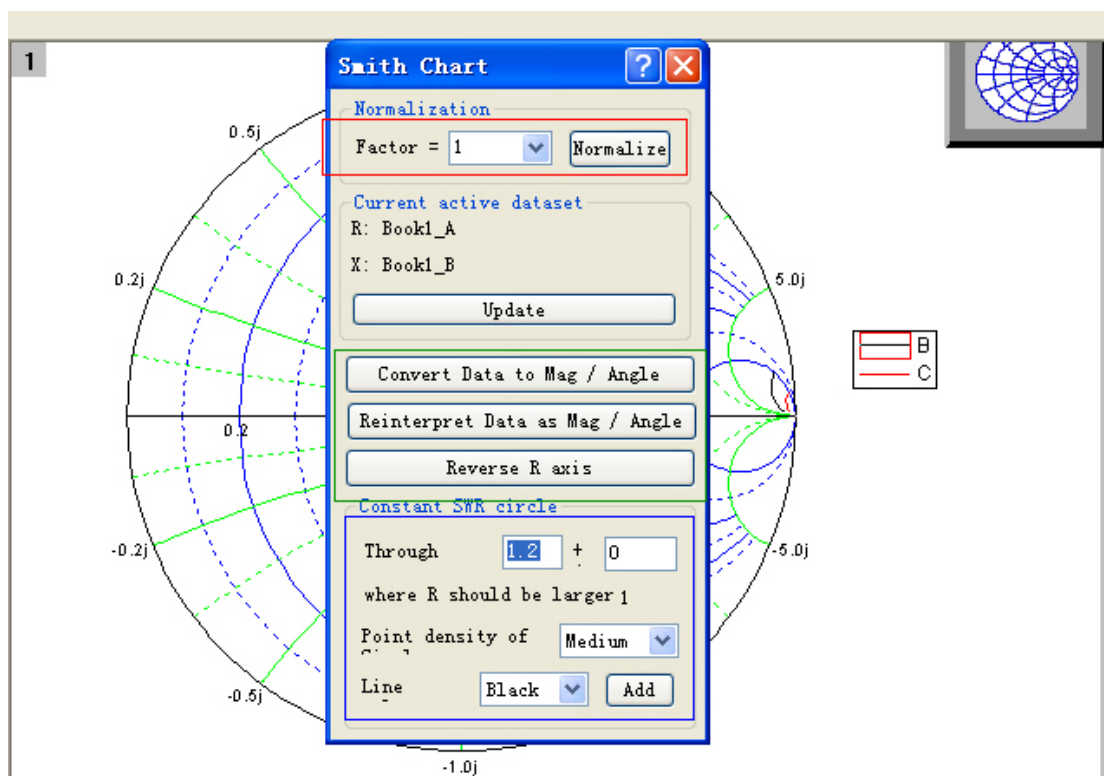 1
Smith Chart
Normalization
Factor = 1 Normalize
Current active dataset
R: Book1_A
X: Book1_B
Update
Convert Data to Mag / Angle
Reinterpret Data as Mag / Angle
Reverse R axis
Constant SWR circle
Through 1.2 + 0
where R should be larger 1
Point density of Medium
Line Black Add
0.5j
0.2j
5.0j
B
C
0.2
-0.2j
-5.0j
-0.5j
-1.0j